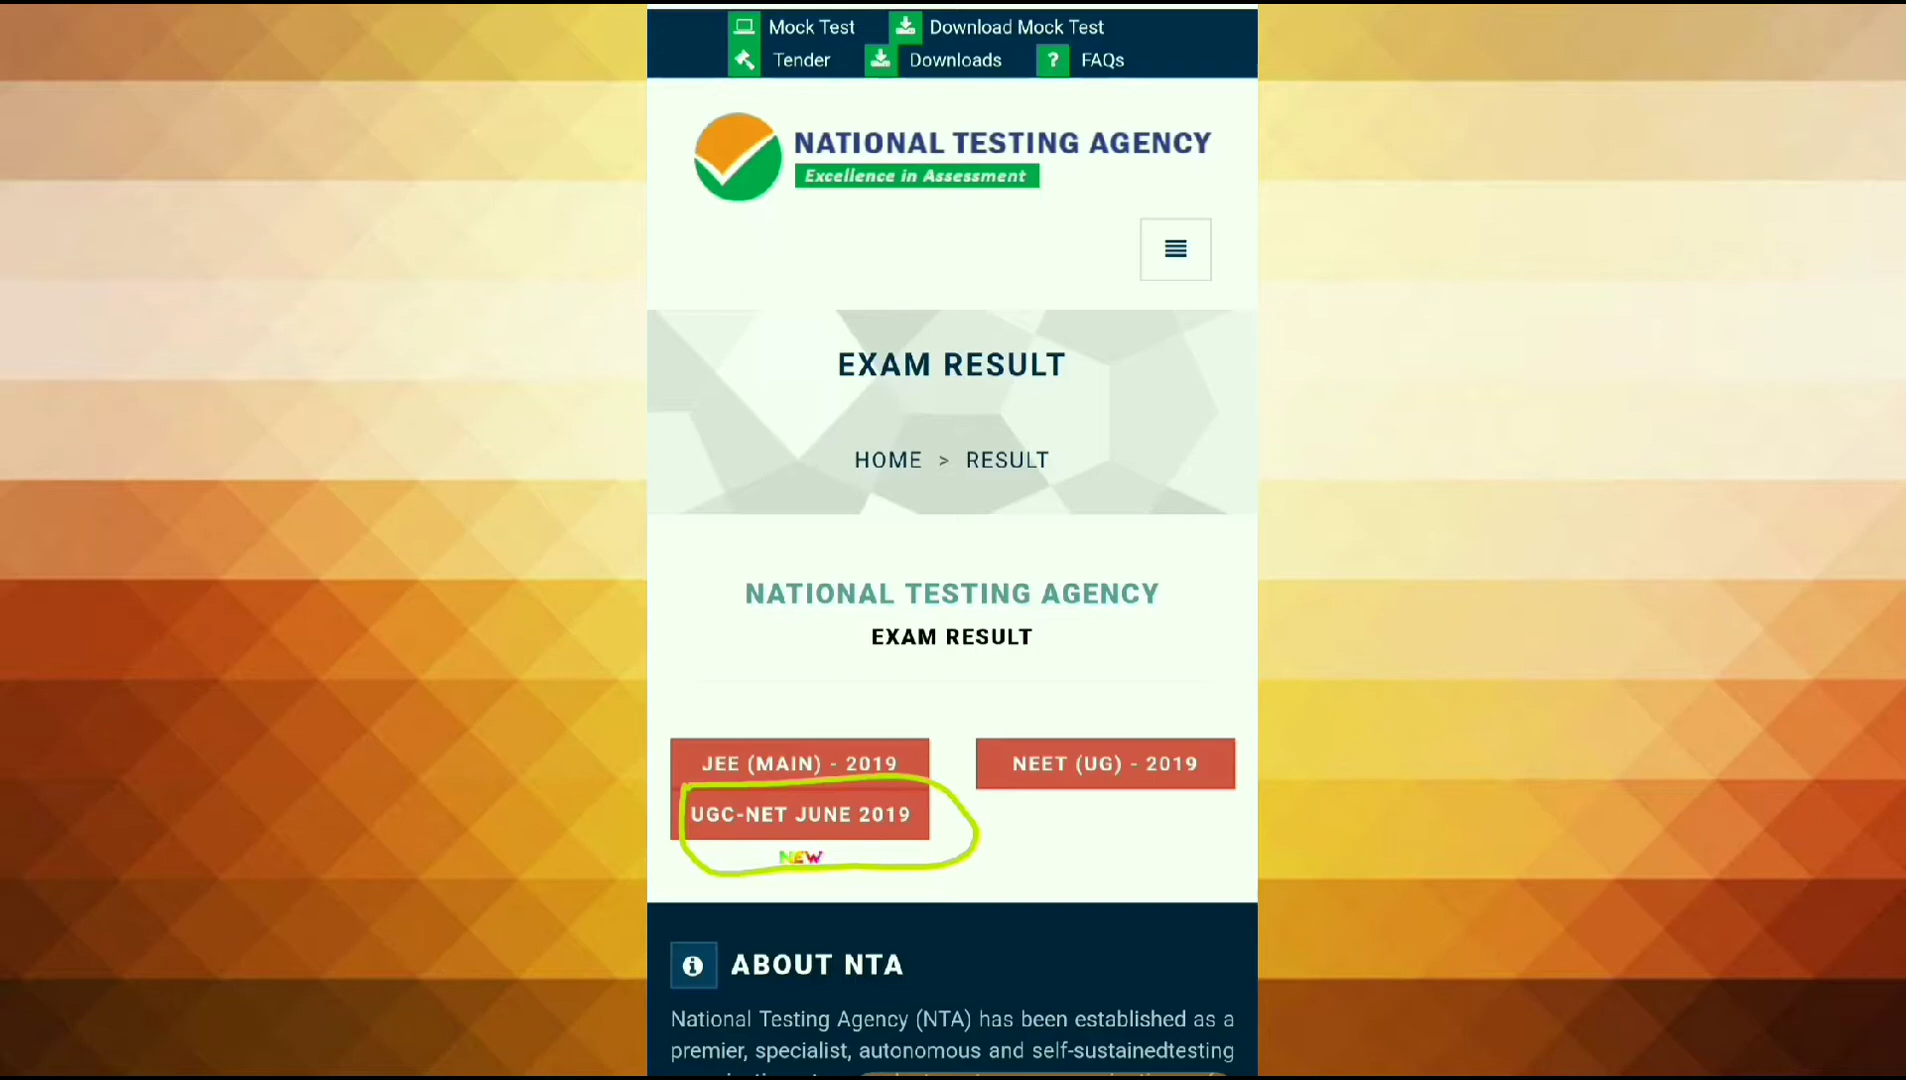 Mock Test Download Mock Test
Tender Downloads ? FAQs
NATIONAL TESTING AGENCY
Excellence in Assessment
EXAM RESULT
HOME > RESULT
NATIONAL TESTING AGENCY
EXAM RESULT
JEE (MAIN) - 2019 NEET (UG) - 2019
UGC-NET JUNE 2019
NEW
ABOUT NTA
National Testing Agency (NTA) has been established as a
premier, specialist, autonomous and self-sustainedtesting